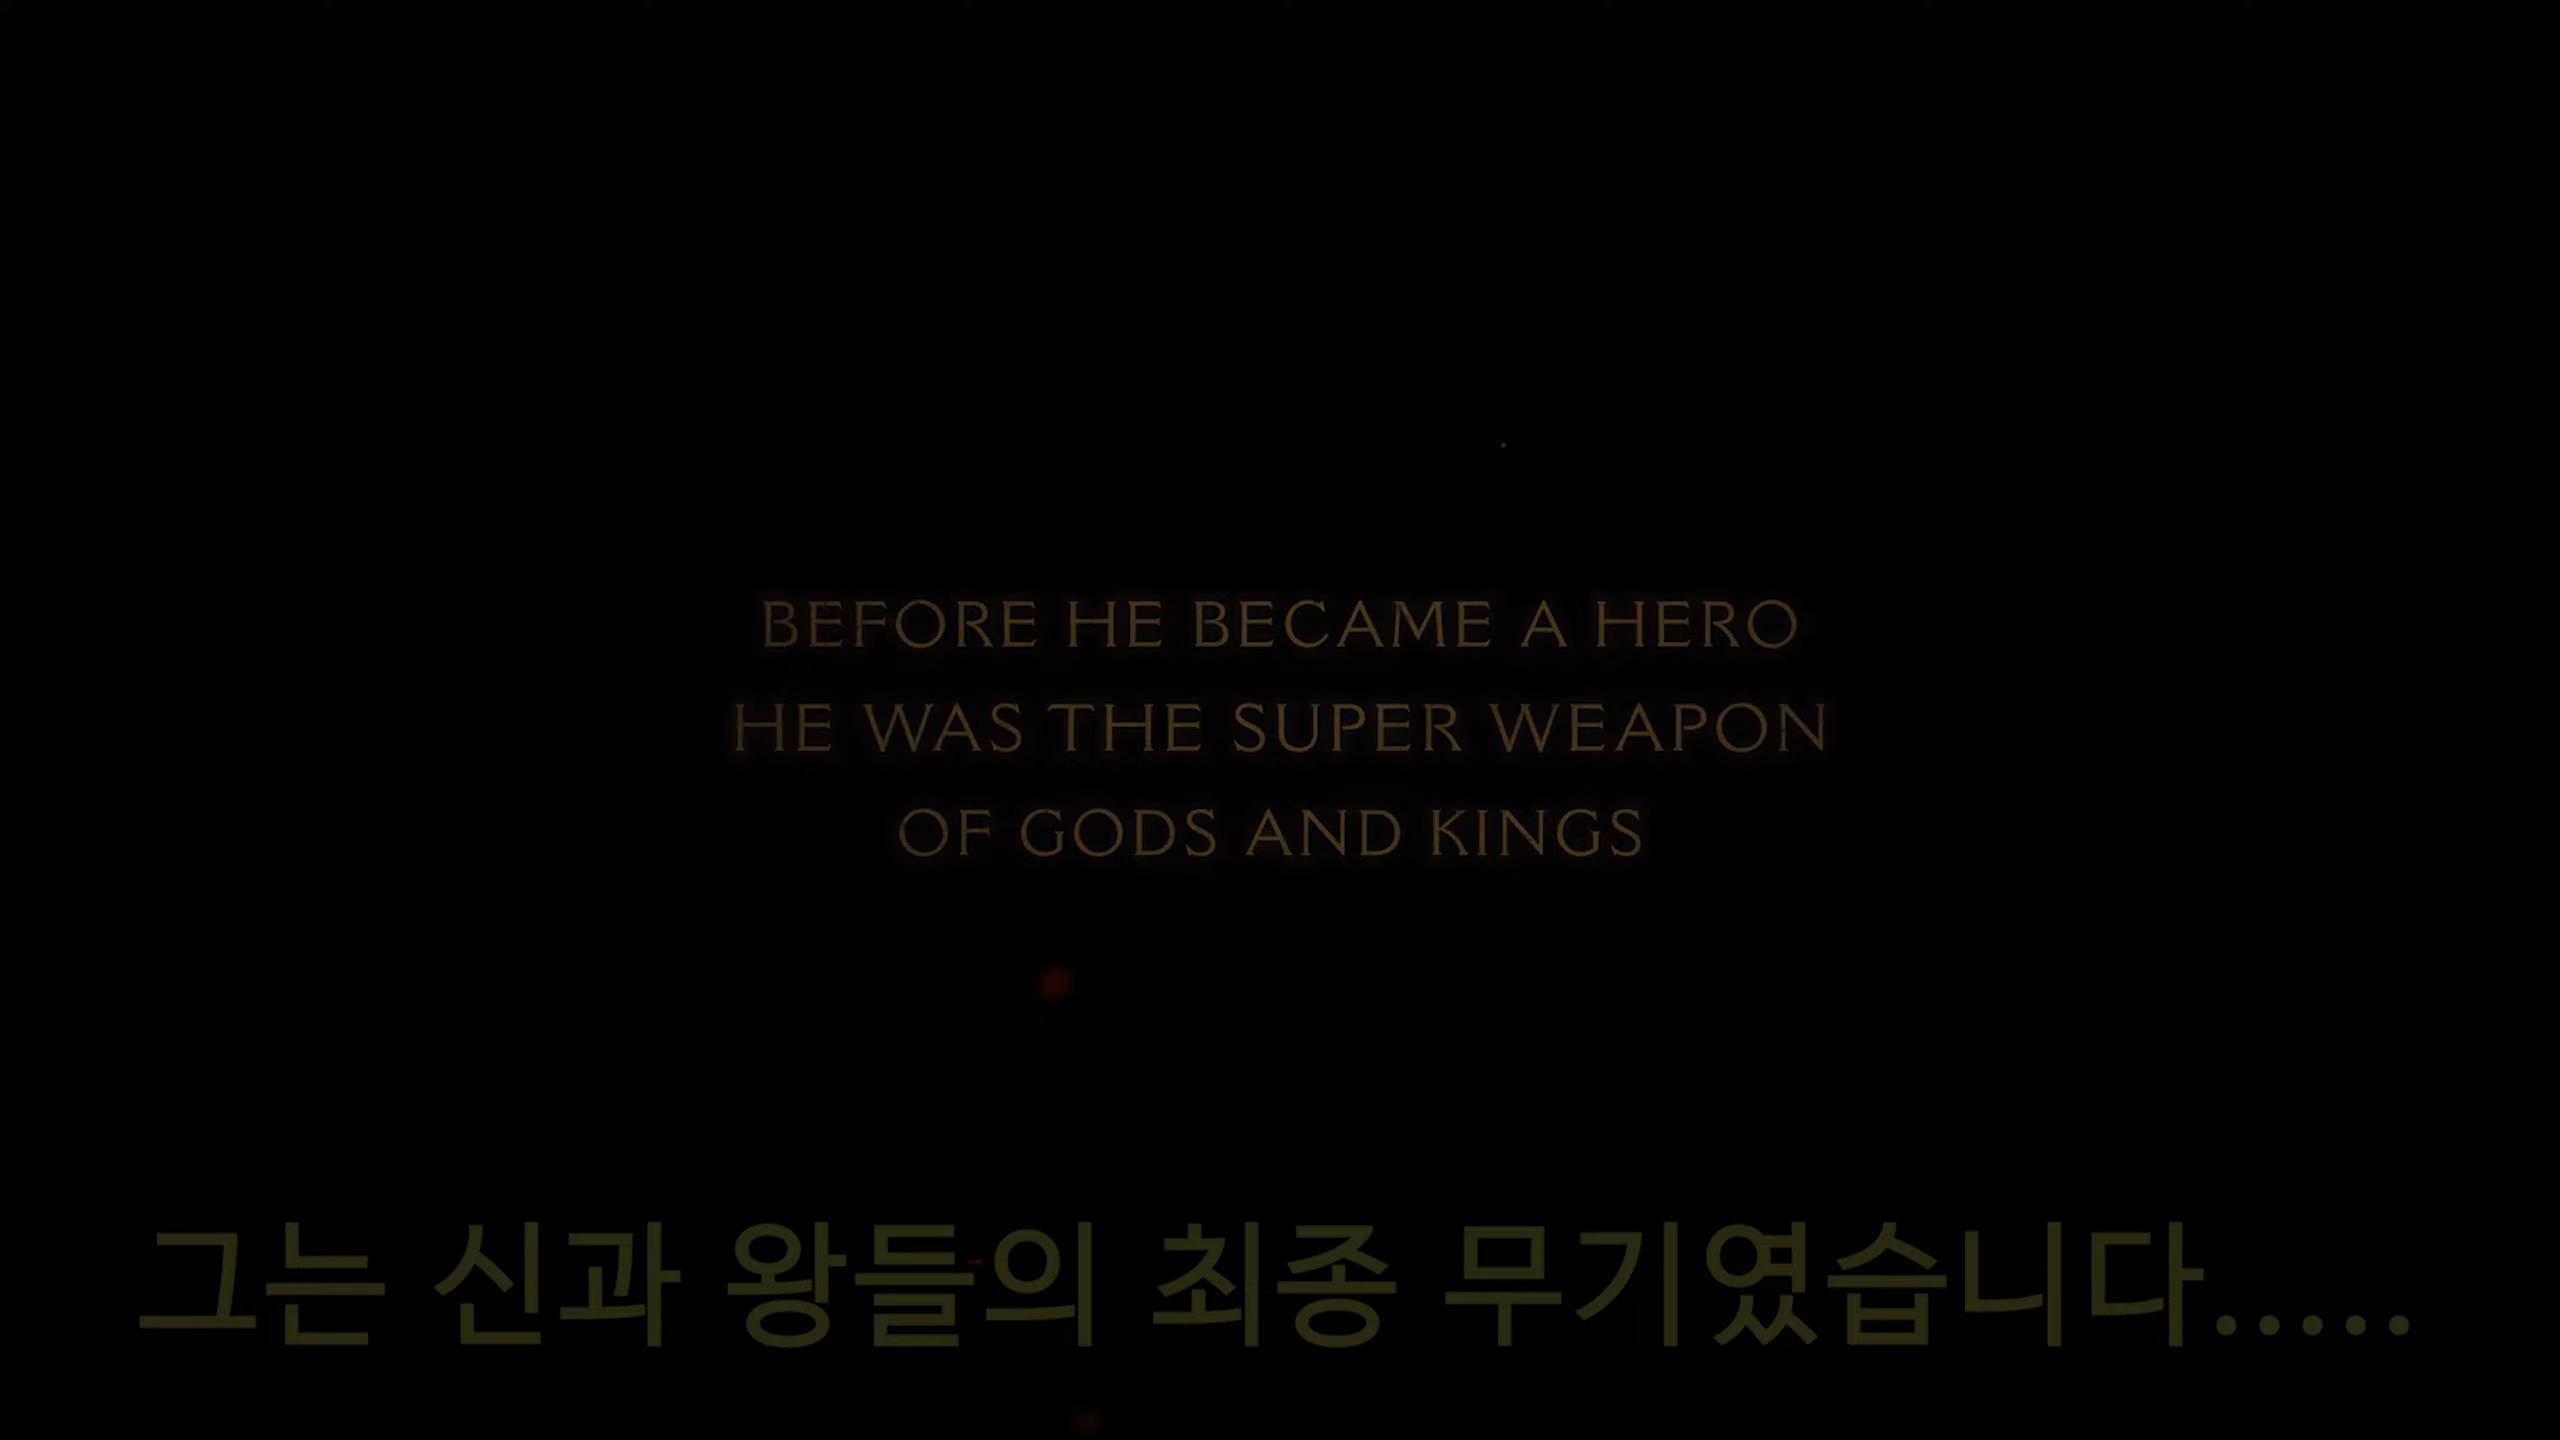 BEFORE HE BECAME A HERO
HE WAS THE SUPER WEAPON
OF GODS AND KINGS
그는 신과 왕들의 최종 무기였습니다.....